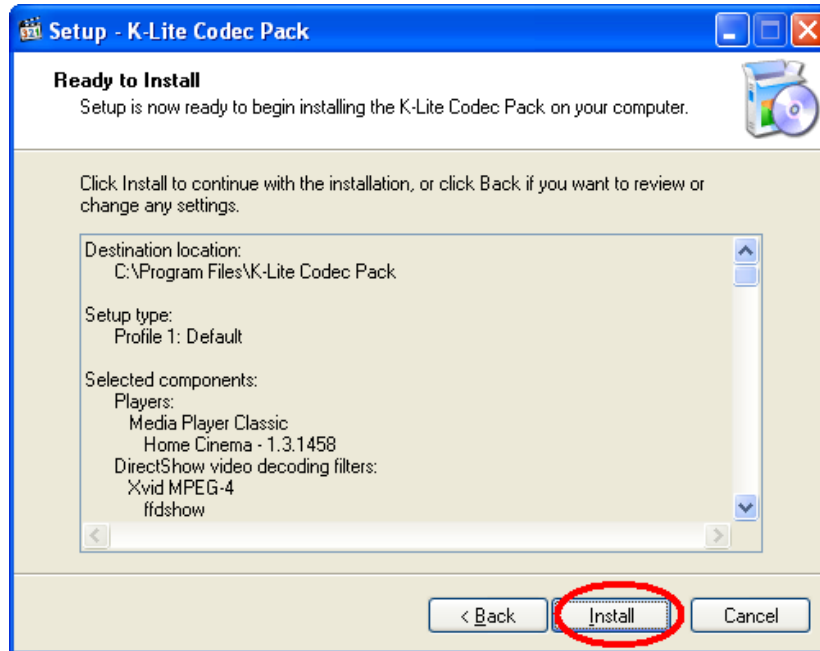 Setup - K-Lite Codec Pack
Ready to Install
Setup is now ready to begin installing the K-Lite Codec Pack on your computer.
Click Install to continue with the installation, or click Back if you want to review or
change any settings.
Destination location:
C:\Program Files\K-Lite Codec Pack
Setup type:
Profile 1: Default
Selected components:
Players:
Media Player Classic
Home Cinema - 1.3.1458
DirectShow video decoding filters:
Xvid MPEG-4
ffdshow
< Back
Install
Cancel